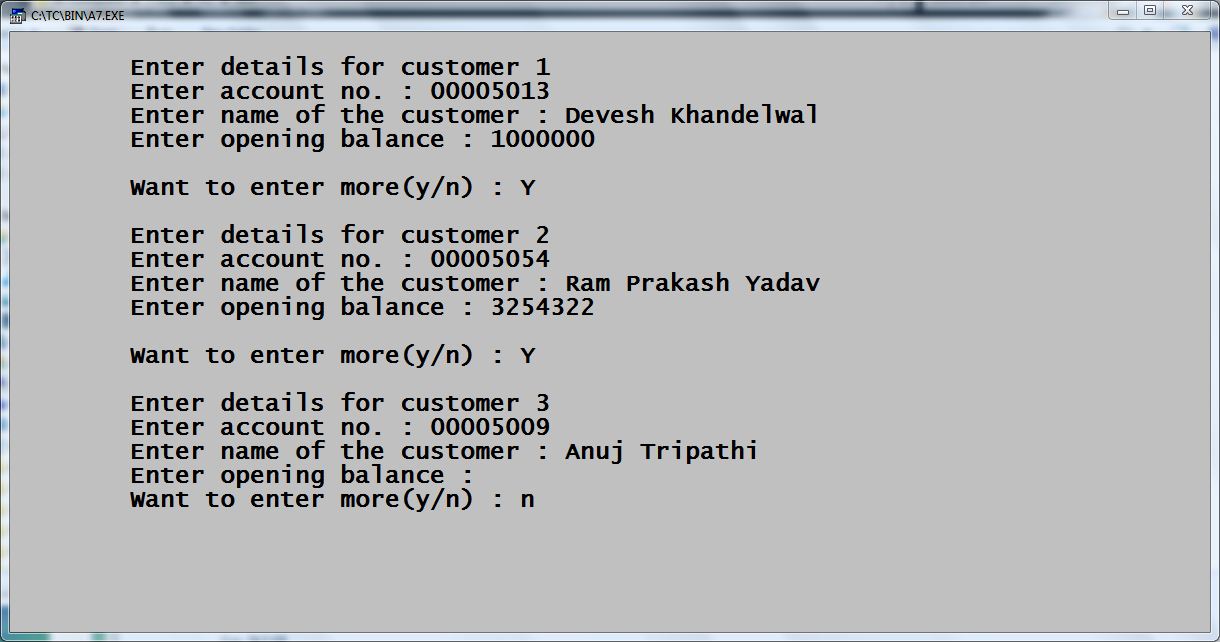 C:\TC\BIN\A7.EXE
Enter details for customer 1
Enter account no. : 00005013
Enter name of the customer : Devesh Khandelwal
Enter opening balance : 1000000
Want to enter more(y/n) : Y
Enter details for customer 2
Enter account no. : 00005054
Enter name of the customer : Ram Prakash Yadav
Enter opening balance : 3254322
Want to enter more(y/n) : Y
Enter details for customer 3
Enter account no. : 00005009
Enter name of the customer : Anuj Tripathi
Enter opening balance :
Want to enter more(y/n) : n